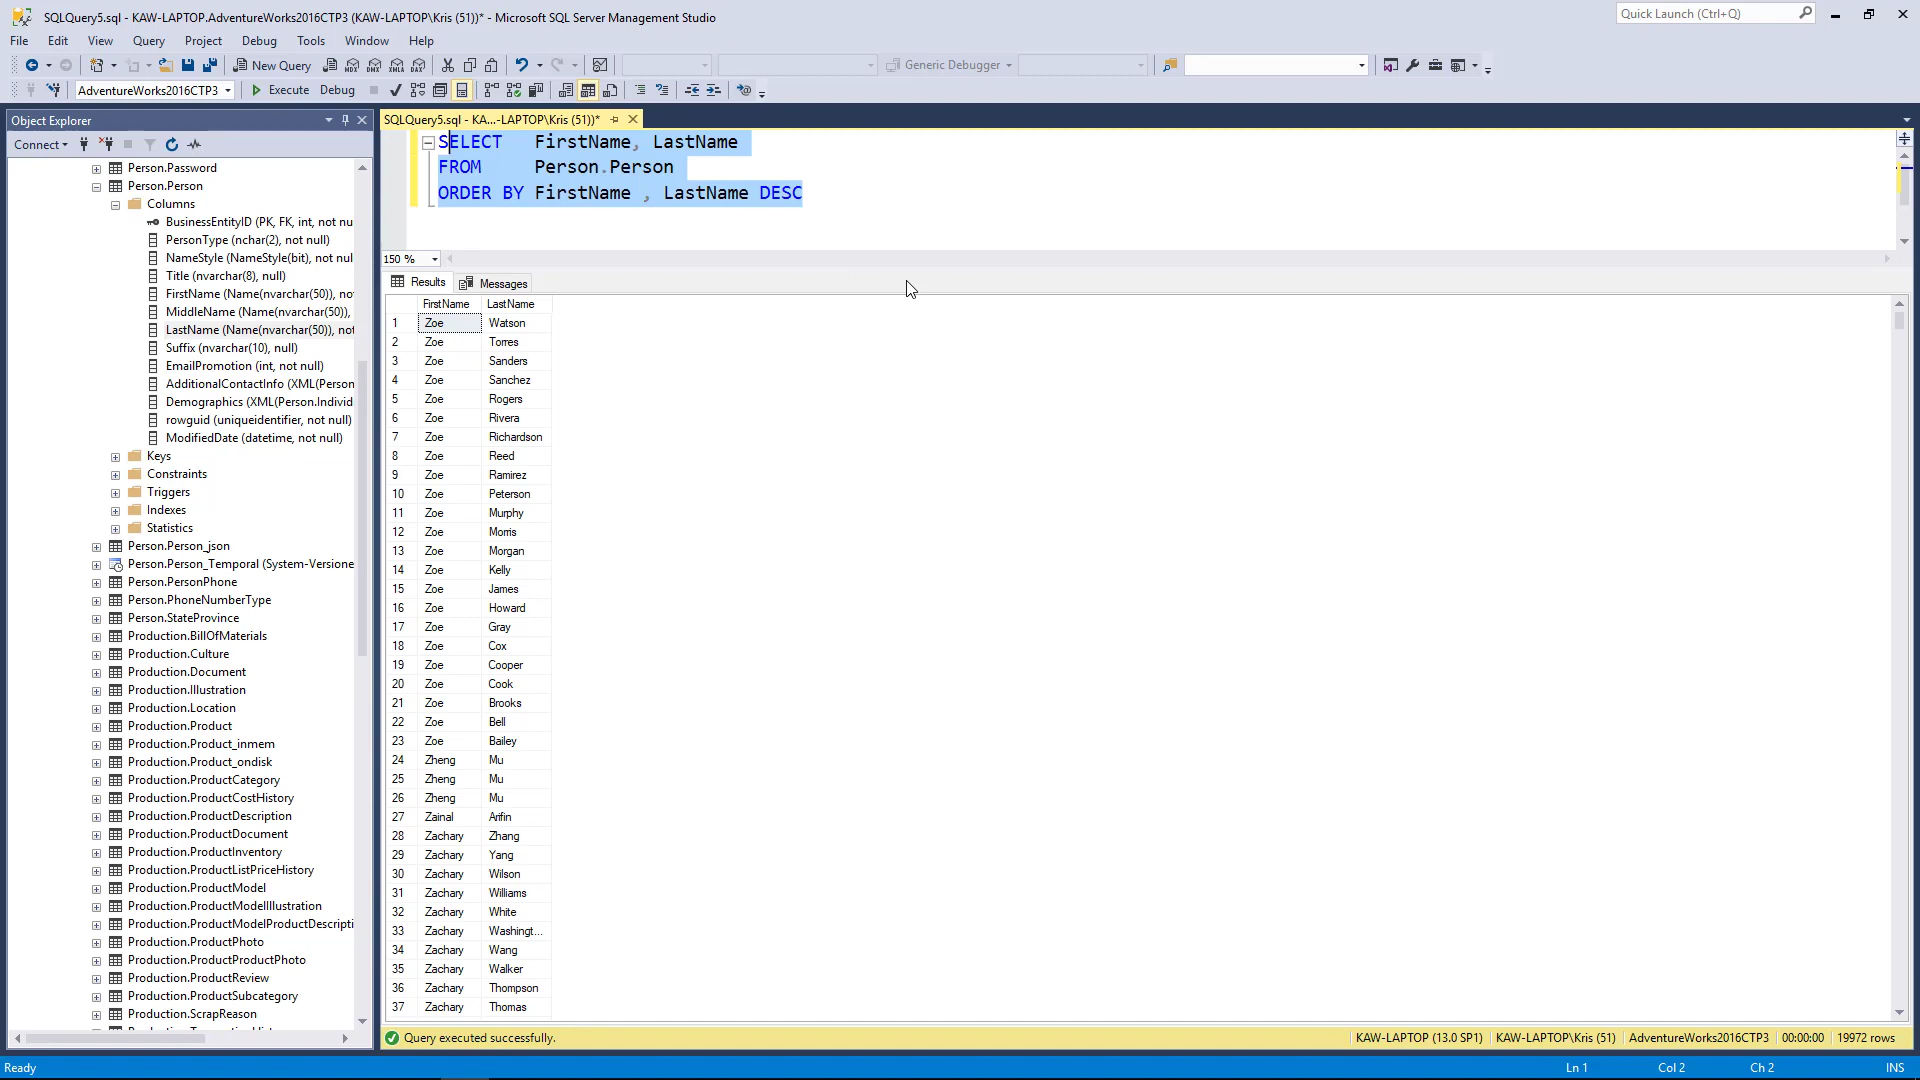 SQLQuery5.sql - KAW-LAPTOP.AdventureWorks2016CTP3 (KAW-LAPTOP\Kris (51))* - Microsoft SQL Server Management Studio
Quick Launch (Ctrl+Q)
File Edit View Query Project Debug Tools Window Help
New Query MDX DMX XMLA DAX Generic Debugger
AdventureWorks2016CTP3 Execute Debug
Object Explorer
Connect
Person.Password
Person.Person
Columns
BusinessEntityID (PK, FK, int, not nu
PersonType (nchar(2), not null)
NameStyle (NameStyle(bit), not nul
Title (nvarchar(8), null)
FirstName (Name(nvarchar(50)), no
MiddleName (Name(nvarchar(50)),
LastName (Name(nvarchar(50)), not
Suffix (nvarchar(10), null)
EmailPromotion (int, not null)
AdditionalContactInfo (XML(Person
Demographics (XML(Person.Individ
rowguid (uniqueidentifier, not null)
ModifiedDate (datetime, not null)
Keys
Constraints
Triggers
Indexes
Statistics
Person.Person_json
Person.Person_Temporal (System-Versione
Person.PersonPhone
Person.PhoneNumberType
Person.StateProvince
Production.BillOfMaterials
Production.Culture
Production.Document
Production.Illustration
Production.Location
Production.Product
Production.Product_inmem
Production.Product_ondisk
Production.ProductCategory
Production.ProductCostHistory
Production.ProductDescription
Production.ProductDocument
Production.ProductInventory
Production.ProductListPriceHistory
Production.ProductModel
Production.ProductModelIllustration
Production.ProductModelProductDescripti
Production.ProductPhoto
Production.ProductProductPhoto
Production.ProductReview
Production.ProductSubcategory
Production.ScrapReason
SQLQuery5.sql - KA...-LAPTOP\Kris (51))*
SELECT FirstName, LastName
FROM Person.Person
ORDER BY FirstName , LastName DESC
150 %
Results Messages
FirstName LastName
1 Zoe Watson
2 Zoe Torres
3 Zoe Sanders
4 Zoe Sanchez
5 Zoe Rogers
6 Zoe Rivera
7 Zoe Richardson
8 Zoe Reed
9 Zoe Ramirez
10 Zoe Peterson
11 Zoe Murphy
12 Zoe Morris
13 Zoe Morgan
14 Zoe Kelly
15 Zoe James
16 Zoe Howard
17 Zoe Gray
18 Zoe Cox
19 Zoe Cooper
20 Zoe Cook
21 Zoe Brooks
22 Zoe Bell
23 Zoe Bailey
24 Zheng Mu
25 Zheng Mu
26 Zheng Mu
27 Zainal Arifin
28 Zachary Zhang
29 Zachary Yang
30 Zachary Wilson
31 Zachary Williams
32 Zachary White
33 Zachary Washingt...
34 Zachary Wang
35 Zachary Walker
36 Zachary Thompson
37 Zachary Thomas
Query executed successfully. KAW-LAPTOP (13.0 SP1) KAW-LAPTOP\Kris (51) AdventureWorks2016CTP3 00:00:00 19972 rows
Ready Ln 1 Col 2 Ch 2 INS